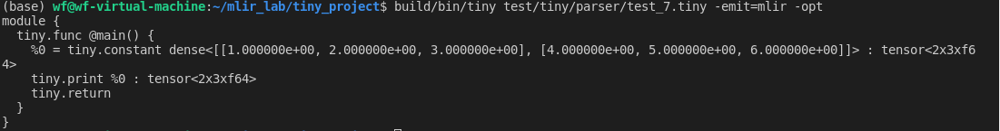 (base) wf@wf-virtual-machine:~/mlir_lab/tiny_project$ build/bin/tiny test/tiny/parser/test_7.tiny -emit=mlir -opt
module {
  tiny.func @main() {
    %0 = tiny.constant dense<[[1.000000e+00, 2.000000e+00, 3.000000e+00], [4.000000e+00, 5.000000e+00, 6.000000e+00]]> : tensor<2x3xf6
4>
    tiny.print %0 : tensor<2x3xf64>
    tiny.return
  }
}